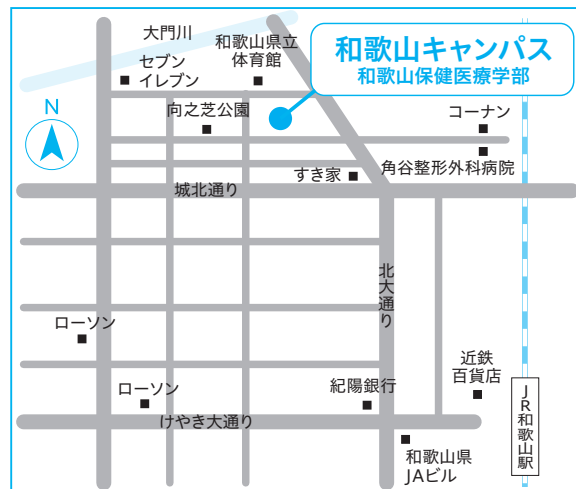 大門川
セブン
イレブン
和歌山県立
体育館
和歌山キャンパス
和歌山保健医療学部
N
向之芝公園
コーナン
すき家
角谷整形外科病院
城北通り
北大通り
ローソン
ローソン
紀陽銀行
近鉄
百貨店
けやき大通り
和歌山県
JAビル
JR和歌山駅